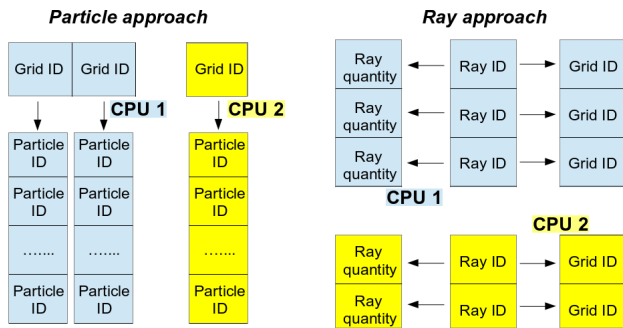 Particle approach
Grid ID
Grid ID
Grid ID
CPU 1
CPU 2
Particle
ID
Particle
ID
Particle
ID
Particle
ID
Particle
ID
Particle
ID
…....
…....
…....
Particle
ID
Particle
ID
Particle
ID
Ray approach
Ray
quantity
Ray ID
Grid ID
Ray
quantity
Ray ID
Grid ID
Ray
quantity
Ray ID
Grid ID
CPU 1
CPU 2
Ray
quantity
Ray ID
Grid ID
Ray
quantity
Ray ID
Grid ID